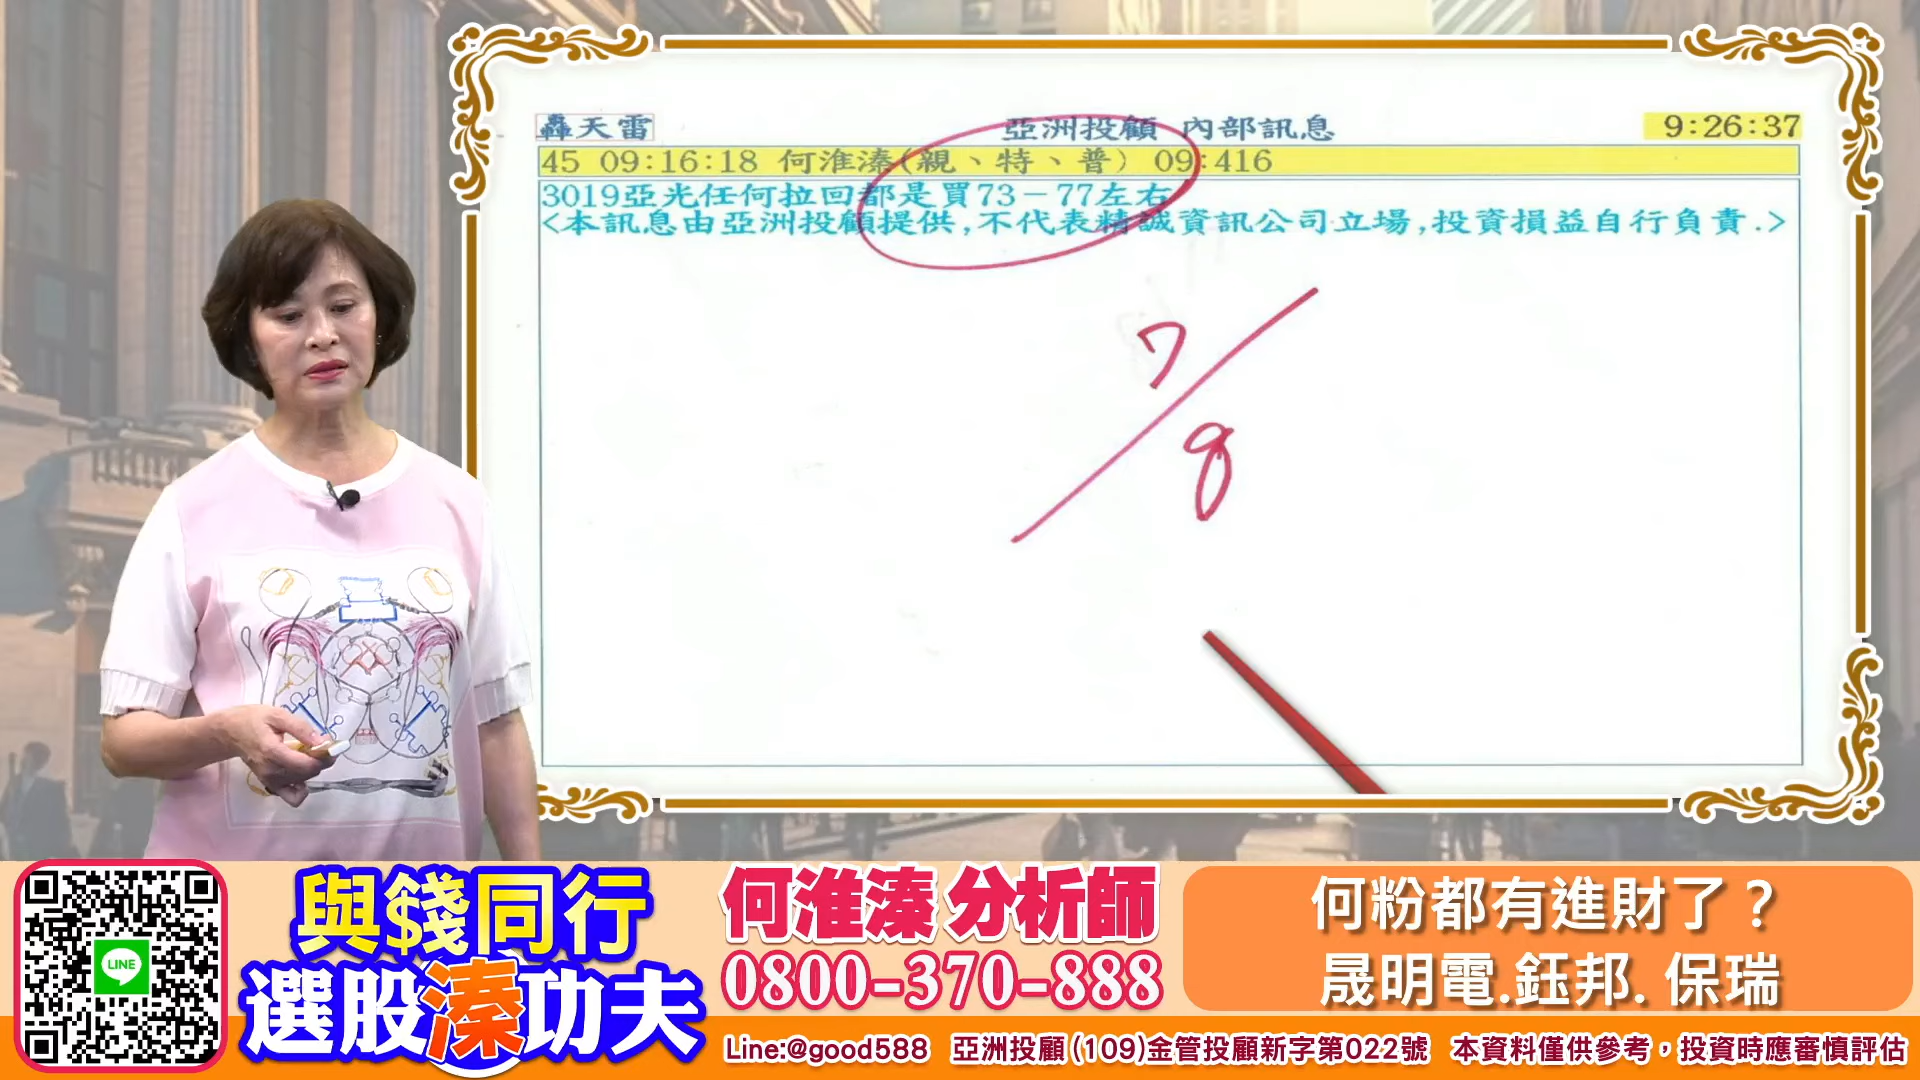 轟天雷 亞洲投顧 內部訊息 9:26:37
45 09:16:18 何淮溱(親、特、普) 09:416
3019亞光任何拉回都是買73-77左右
<本訊息由亞洲投顧提供,不代表精誠資訊公司立場,投資損益自行負責.>
7/8
LINE
與$錢同行
選股溱功夫
何淮溱 分析師
0800-370-888
何粉都有進財了？
晟明電.鈺邦. 保瑞
Line:@good588 亞洲投顧 (109)金管投顧新字第022號 本資料僅供參考，投資時應審慎評估